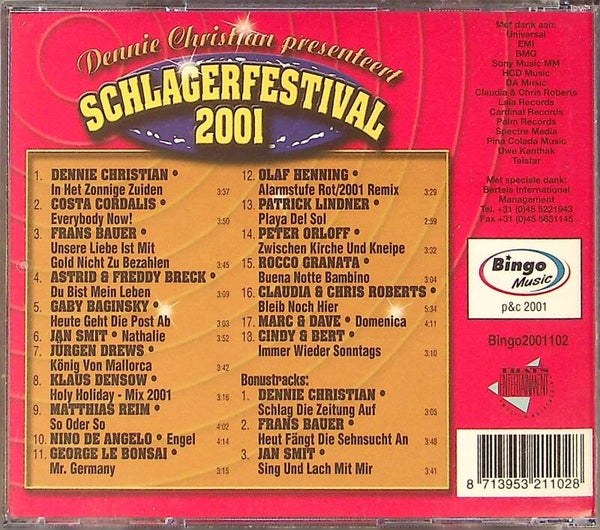 Dennie Christian presenteert
SCHLAGERFESTIVAL
2001
1. DENNIE CHRISTIAN •
In Het Zonnige Zuiden 3:37
2. COSTA CORDALIS •
Everybody Now! 3:50
3. FRANS BAUER •
Unsere Liebe Ist Mit
Gold Nicht Zu Bezahlen 3:45
4. ASTRID & FREDDY BRECK •
Du Bist Mein Leben 3:09
5. GABY BAGINSKY •
Heute Geht Die Post Ab 3:03
6. JAN SMIT • Nathalie 3:52
7. JURGEN DREWS •
König Von Mallorca 3:42
8. KLAUS DENSOW •
Holy Holiday - Mix 2001 3:16
9. MATTHIAS REIM •
So Oder So 4:02
10. NINO DE ANGELO • Engel 4:14
11. GEORGE LE BONSAI •
Mr. Germany 3:15
12. OLAF HENNING •
Alarmstufe Rot/2001 Remix 3:29
13. PATRICK LINDNER •
Playa Del Sol 2:59
14. PETER ORLOFF •
Zwischen Kirche Und Kneipe 3:32
15. ROCCO GRANATA •
Buena Notte Bambino 3:04
16. CLAUDIA & CHRIS ROBERTS •
Bleib Noch Hier 5:34
17. MARC & DAVE • Domenica 4:11
18. CINDY & BERT •
Immer Wieder Sonntags 3:10
Bonustracks:
1. DENNIE CHRISTIAN •
Schlag Die Zeitung Auf 3:05
2. FRANS BAUER •
Heut Fängt Die Sehnsucht An 3:48
3. JAN SMIT •
Sing Und Lach Mit Mir 3:41
Met dank aan:
Universal
EMI
BMG
Sony Music MM
HCD Music
DA Music
Claudia & Chris Roberts
Lala Records
Cardinal Records
Palm Records
Spectre Media
Pina Colada Music
Uwe Kanthak
Telstar
Met speciale dank:
Bertels International
Management
Tel. +31 (0)45 5221943
Fax +31 (0)45 5631145
Bingo
Music
p&c 2001
Bingo2001102
THAT'S
ENTERTAINMENT
8 713953 211028